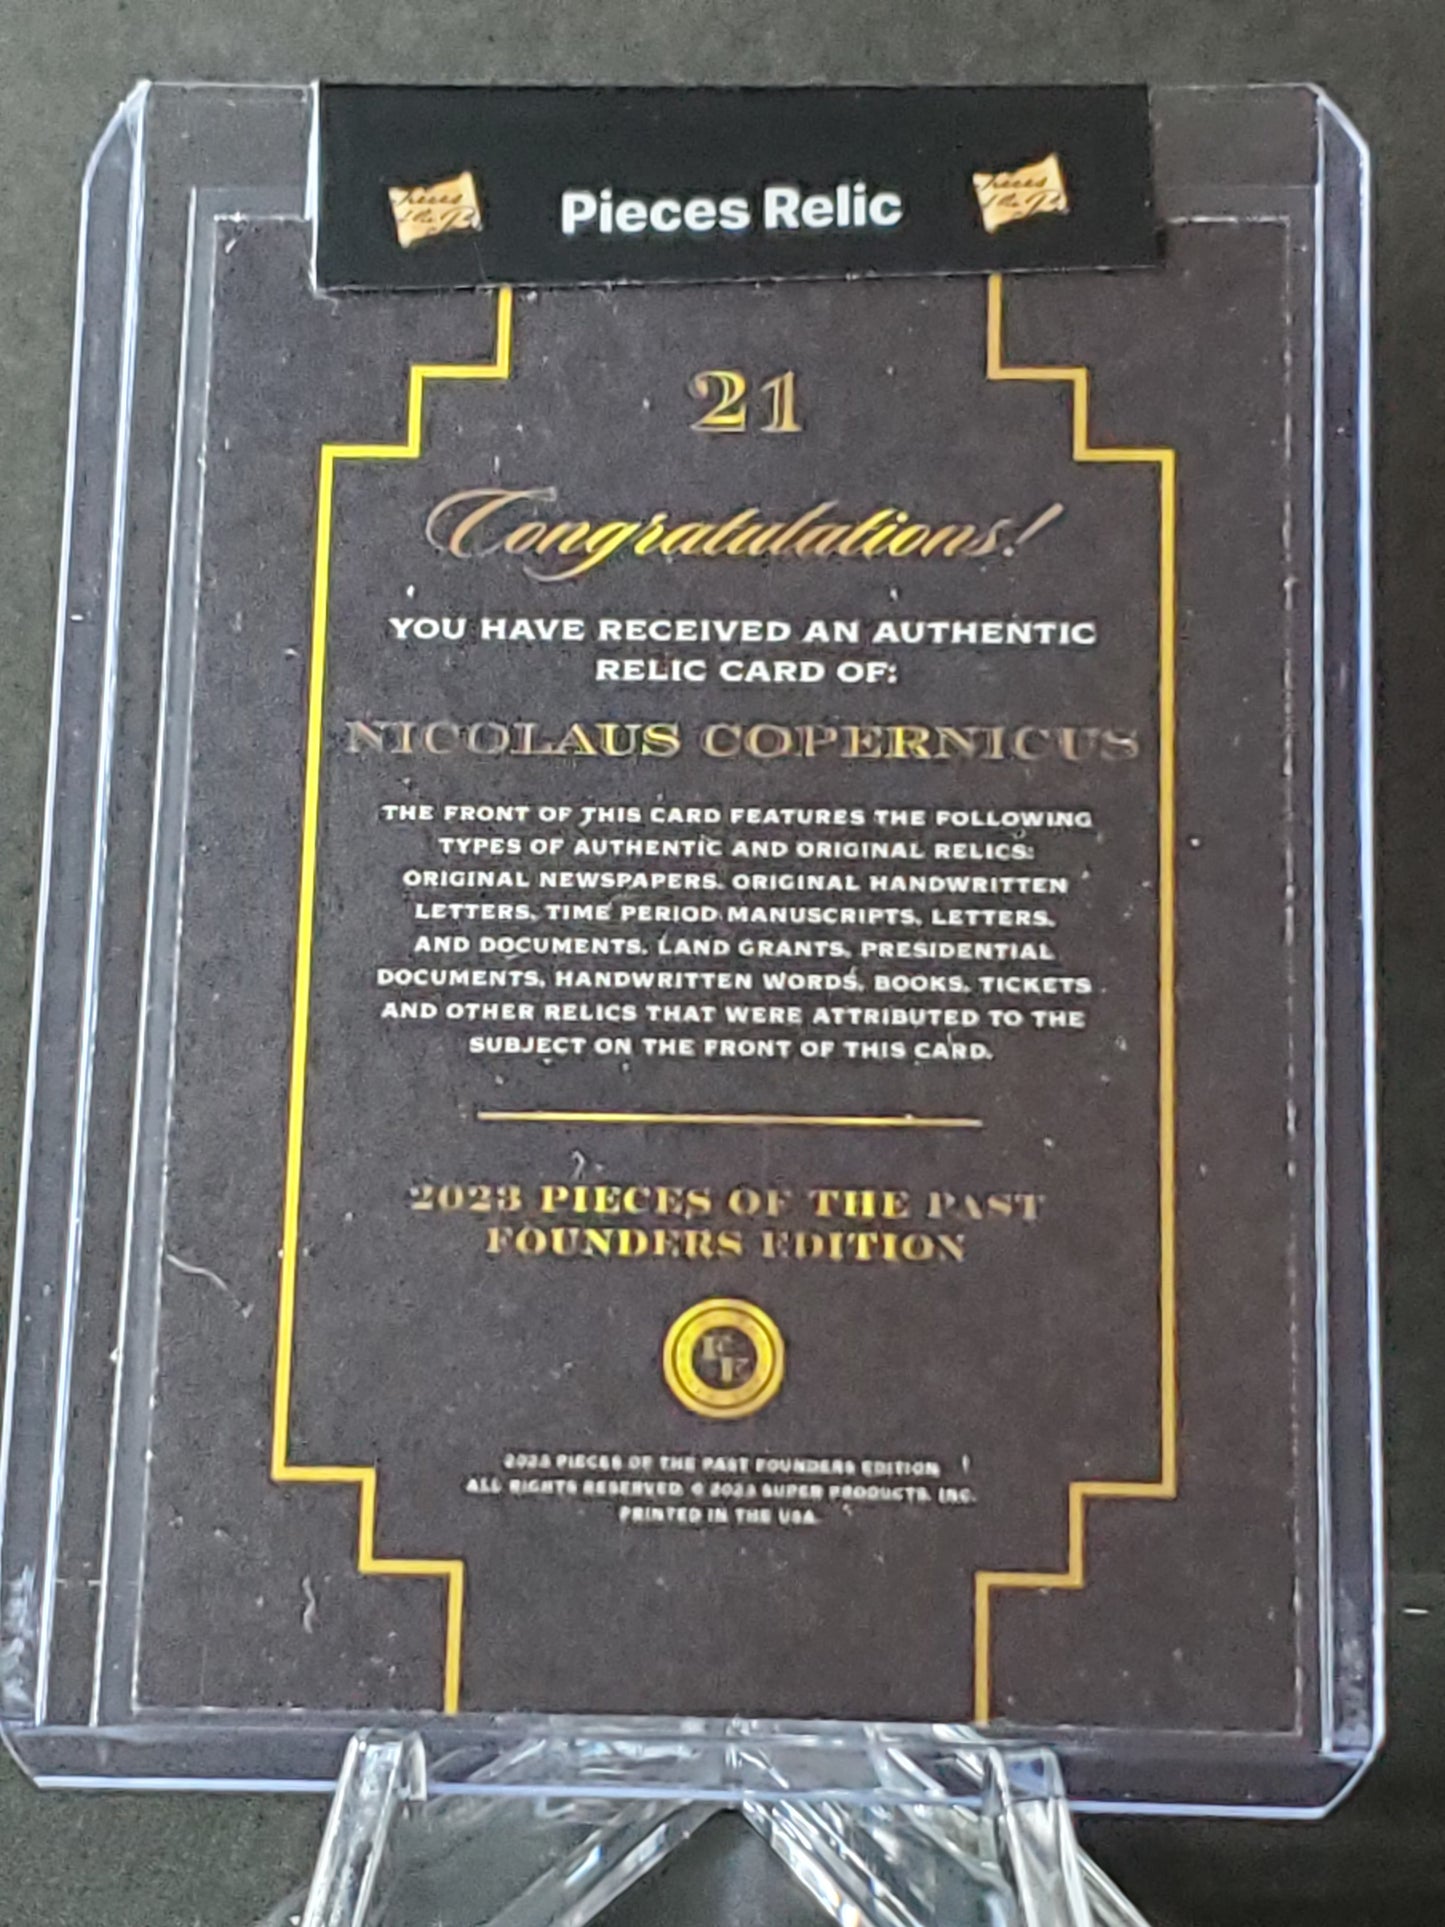 Pieces Relic
21
Congratulations!
YOU HAVE RECEIVED AN AUTHENTIC
RELIC CARD OF:
NICOLAUS COPERNICUS
THE FRONT OF THIS CARD FEATURES THE FOLLOWING
TYPES OF AUTHENTIC AND ORIGINAL RELICS:
ORIGINAL NEWSPAPERS, ORIGINAL HANDWRITTEN
LETTERS, TIME PERIOD MANUSCRIPTS, LETTERS,
AND DOCUMENTS, LAND GRANTS, PRESIDENTIAL
DOCUMENTS, HANDWRITTEN WORDS, BOOKS, TICKETS
AND OTHER RELICS THAT WERE ATTRIBUTED TO THE
SUBJECT ON THE FRONT OF THIS CARD.
2023 PIECES OF THE PAST
FOUNDERS EDITION
2023 PIECES OF THE PAST FOUNDERS EDITION
ALL RIGHTS RESERVED © 2023 SUPER PRODUCTS, INC.
PRINTED IN THE USA